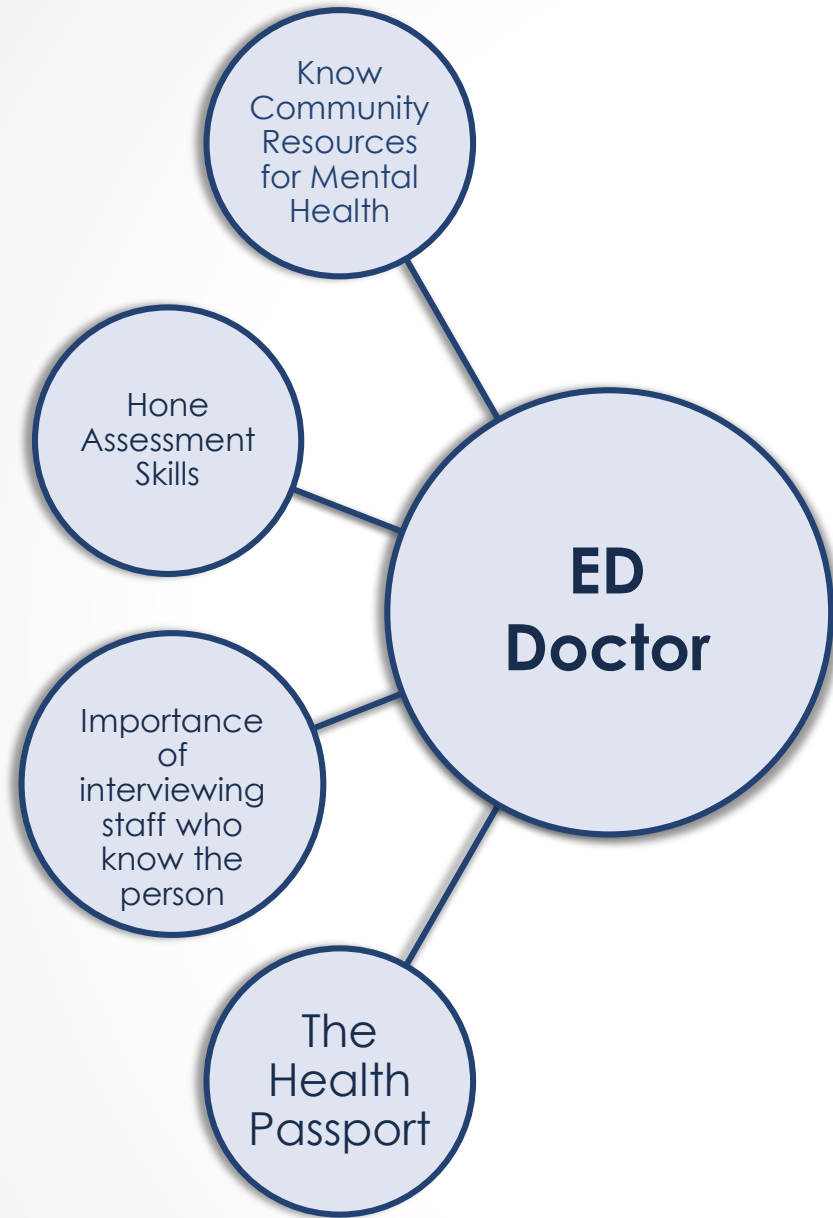 Know
Community
Resources
for Mental
Health
Hone
Assessment
Skills
ED
Doctor
Importance
of
interviewing
staff who
know the
person
The
Health
Passport